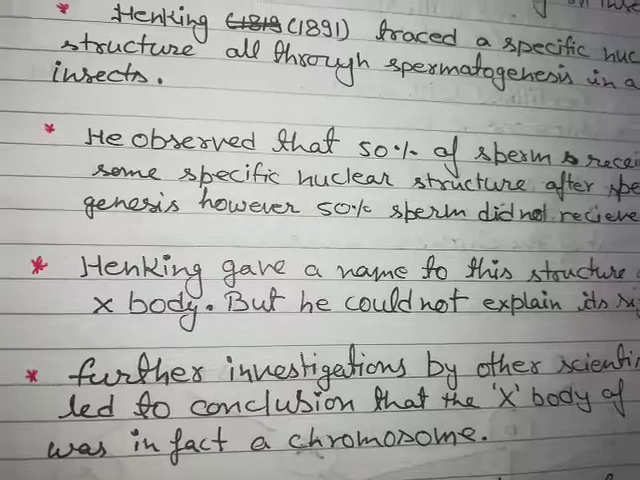 * Henking (1819) (1891) traced a specific nuc
structure all through spermatogenesis in a
insects.
* He observed that 50% of sperm recei
some specific nuclear structure after spe
genesis however 50% sperm did not recieve
* Henking gave a name to this structure
x body. But he could not explain its
* further investigations by other scienti
led to conclusion that the 'X' body of
was in fact a chromosome.